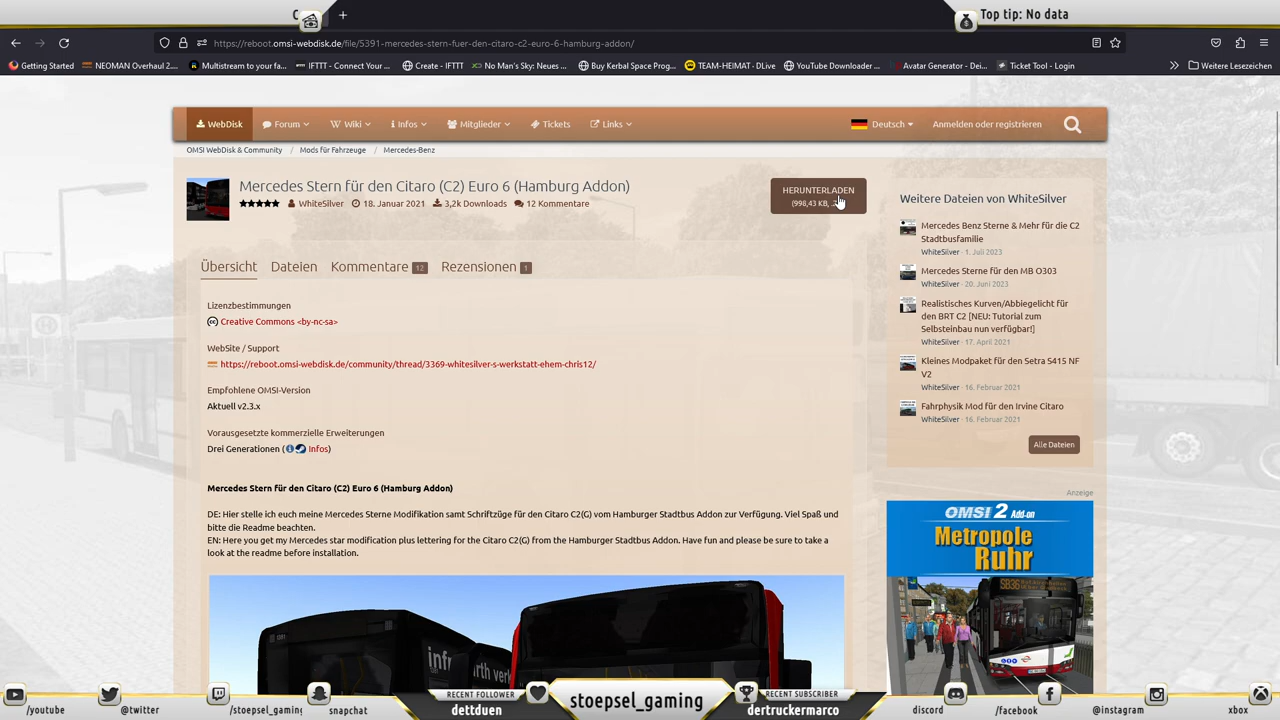 Top tip: No data
https://reboot.omsi-webdisk.de/file/5391-mercedes-stern-fuer-den-citaro-c2-euro-6-hamburg-addon/
Getting Started
NEOMAN Overhaul 2....
Multistream to your fa...
IFTTT - Connect Your ...
Create - IFTTT
No Man's Sky: Neues ...
Buy Kerbal Space Prog...
TEAM-HEIMAT - DLive
YouTube Downloader ...
Avatar Generator - Dei...
Ticket Tool - Login
Weitere Lesezeichen
WebDisk
Forum
Wiki
Infos
Mitglieder
Tickets
Links
Deutsch
Anmelden oder registrieren
OMSI WebDisk & Community / Mods für Fahrzeuge / Mercedes-Benz
Mercedes Stern für den Citaro (C2) Euro 6 (Hamburg Addon)
WhiteSilver 18. Januar 2021 3,2k Downloads 12 Kommentare
HERUNTERLADEN
(998,43 KB,
Übersicht
Dateien
Kommentare 12
Rezensionen 1
Lizenzbestimmungen
Creative Commons <by-nc-sa>
WebSite / Support
https://reboot.omsi-webdisk.de/community/thread/3369-whitesilver-s-werkstatt-ehem-chris12/
Empfohlene OMSI-Version
Aktuell v2.3.x
Vorausgesetzte kommerzielle Erweiterungen
Drei Generationen ( Infos)
Mercedes Stern für den Citaro (C2) Euro 6 (Hamburg Addon)
DE: Hier stelle ich euch meine Mercedes Sterne Modifikation samt Schriftzüge für den Citaro C2(G) vom Hamburger Stadtbus Addon zur Verfügung. Viel Spaß und
bitte die Readme beachten.
EN: Here you get my Mercedes star modification plus lettering for the Citaro C2(G) from the Hamburger Stadtbus Addon. Have fun and please be sure to take a
look at the readme before installation.
Weitere Dateien von WhiteSilver
Mercedes Benz Sterne & Mehr für die C2
Stadtbusfamilie
WhiteSilver · 1. Juli 2023
Mercedes Sterne für den MB O303
WhiteSilver · 20. Juni 2023
Realistisches Kurven/Abbiegelicht für
den BRT C2 [NEU: Tutorial zum
Selbsteinbau nun verfügbar!]
WhiteSilver · 17. April 2021
Kleines Modpaket für den Setra S415 NF
V2
WhiteSilver · 16. Februar 2021
Fahrphysik Mod für den Irvine Citaro
WhiteSilver · 16. Februar 2021
Alle Dateien
Anzeige
OMSI 2 Add-on
Metropole
Ruhr
SB36
/youtube
@twitter
/stoepsel_gaming
snapchat
RECENT FOLLOWER
dettduen
stoepsel_gaming
RECENT SUBSCRIBER
dertruckermarco
discord
/facebook
@instagram
xbox